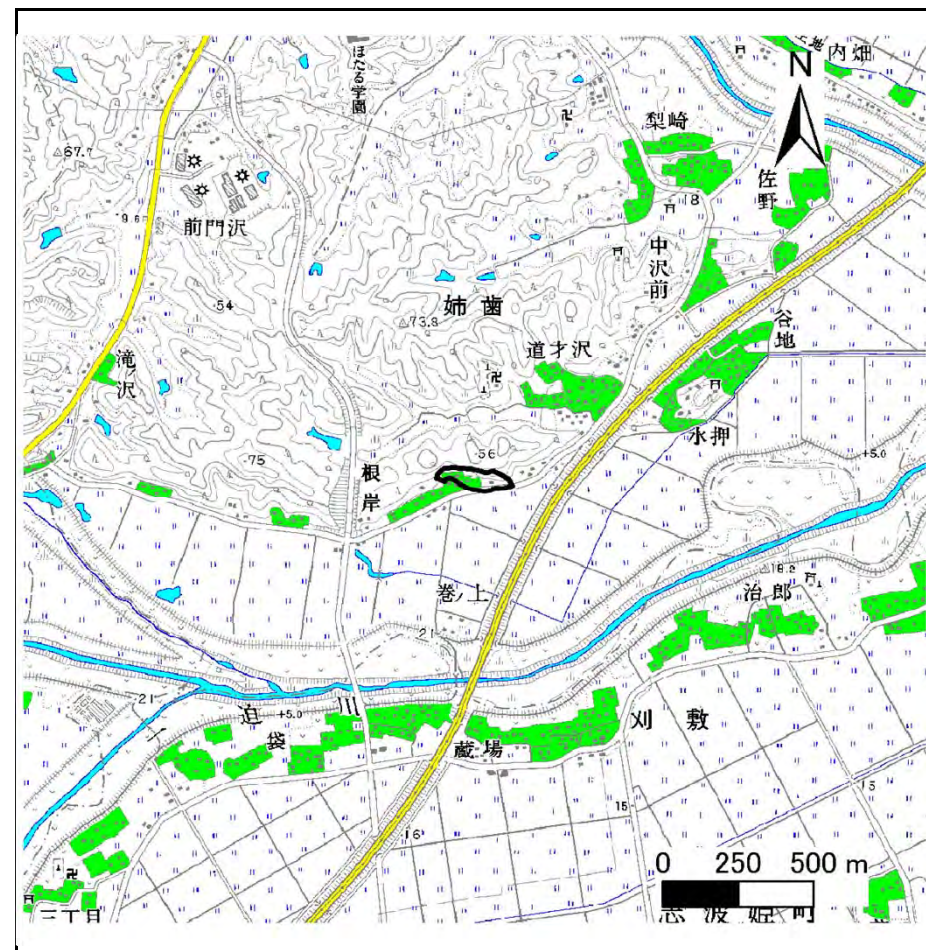 ほたる学園
内畑
N
梨崎
67.7
佐野
前門沢
18
中沢前
54
姉歯
73.8
谷地
道才沢
滝ノ沢
水押
56
+5.0
75
根岸
巻ノ上
18.2
治郎
21
21
迫
川
+5.0
袋
刈敷
蔵場
15
15
16
0 250 500 m
三丁目
志波姫町